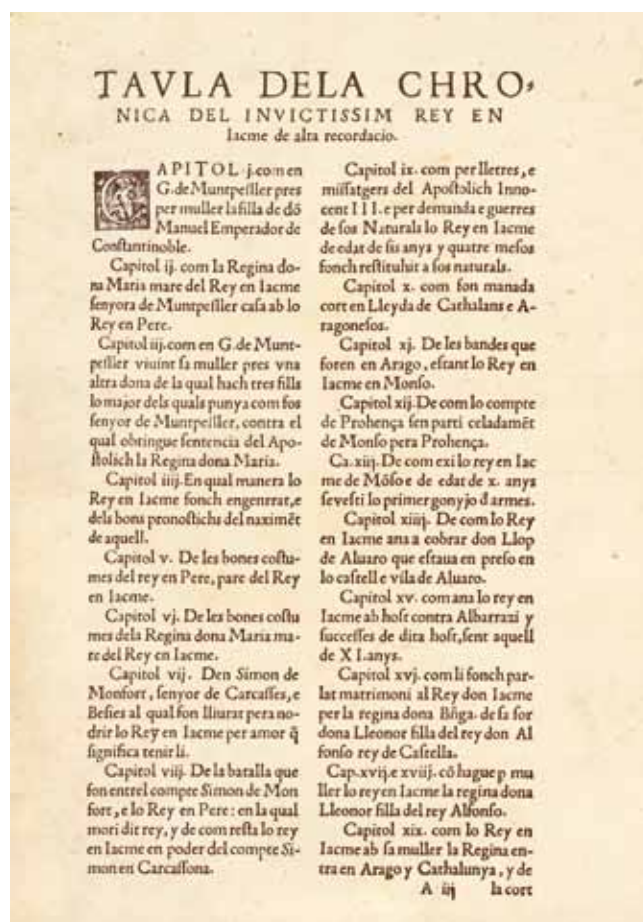 TAVLA DELA CHRO-
NICA DEL INVICTISSIM REY EN
Iacme de alta recordacio.
CAPITOL j. com en
G. de Muntpeſller pres
per muller la filla de dõ
Manuel Emperador de
Conſtantinoble.
Capitol ij. com la Regina do-
na Maria mare del Rey en Iacme
ſenyora de Muntpeſller caſa ab lo
Rey en Pere.
Capitol iij. com en G. de Munt-
peſller viuint ſa muller pres vna
altra dona de la qual hach tres fills
lo major dels quals punya com fos
ſenyor de Muntpeſller, contra el
qual obtingue ſentencia del Apo-
ſtolich la Regina dona Maria.
Capitol iiij. En qual manera lo
Rey en Iacme fonch engenrrat, e
dels bons pronoſtichs del naximẽt
de aquell.
Capitol v. De les bones coſtu-
mes del rey en Pere, pare del Rey
en Iacme.
Capitol vj. De les bones coſtu
mes dela Regina dona Maria ma-
re del Rey en Iacme.
Capitol vij. Den Simon de
Monfort, ſenyor de Carcaſſes, e
Beſies al qual fon lliurat pera no-
drir lo Rey en Iacme per amor q̃
ſignifica tenir li.
Capitol viij. De la batalla que
fon entrel compte Simon de Mon
fort, e lo Rey en Pere: en la qual
mori dit rey, y de com reſta lo rey
en Iacme en poder del compte Si-
mon en Carcaſſona.
Capitol ix. com per lletres, e
miſſatgers del Apoſtolich Inno-
cent III. e per demanda e guerres
de ſos Naturals lo Rey en Iacme
de edat de ſis anys y quatre meſos
fonch reſtituhit a ſos naturals.
Capitol x. com fon manada
cort en Lleyda de Cathalans e A-
ragoneſos.
Capitol xj. De les bandes que
foren en Arago, eſtant lo Rey en
Iacme en Monſo.
Capitol xij. De com lo compte
de Prohença ſen parti celadamẽt
de Monſo pera Prohença.
Ca. xiij. De com exi lo rey en Iac
me de Mõſo e de edat de x. anys
ſeveſti lo primer gonyjo d armes.
Capitol xiiij. De com lo Rey
en Iacme ana a cobrar don Llop
de Aluaro que eſtaua en preſo en
lo caſtell e vila de Aluaro.
Capitol xv. com ana lo rey en
Iacme ab hoſt contra Albarrazi y
ſucceſſes de dita hoſt, ſent aquell
de XI. anys.
Capitol xvj. com li fonch par-
lat matrimoni al Rey don Iacme
per la regina dona Bñga. de ſa ſor
dona Lleonor filla del rey don Al
fonſo rey de Caſtella.
Cap. xvij. e xviij. cõ hague p mu
ller lo rey en Iacme la regina dona
Lleonor filla del rey Alfonſo.
Capitol xix. com lo Rey en
Iacme ab ſa muller la Regina en-
tra en Arago y Cathalunya, y de
A iij la cort